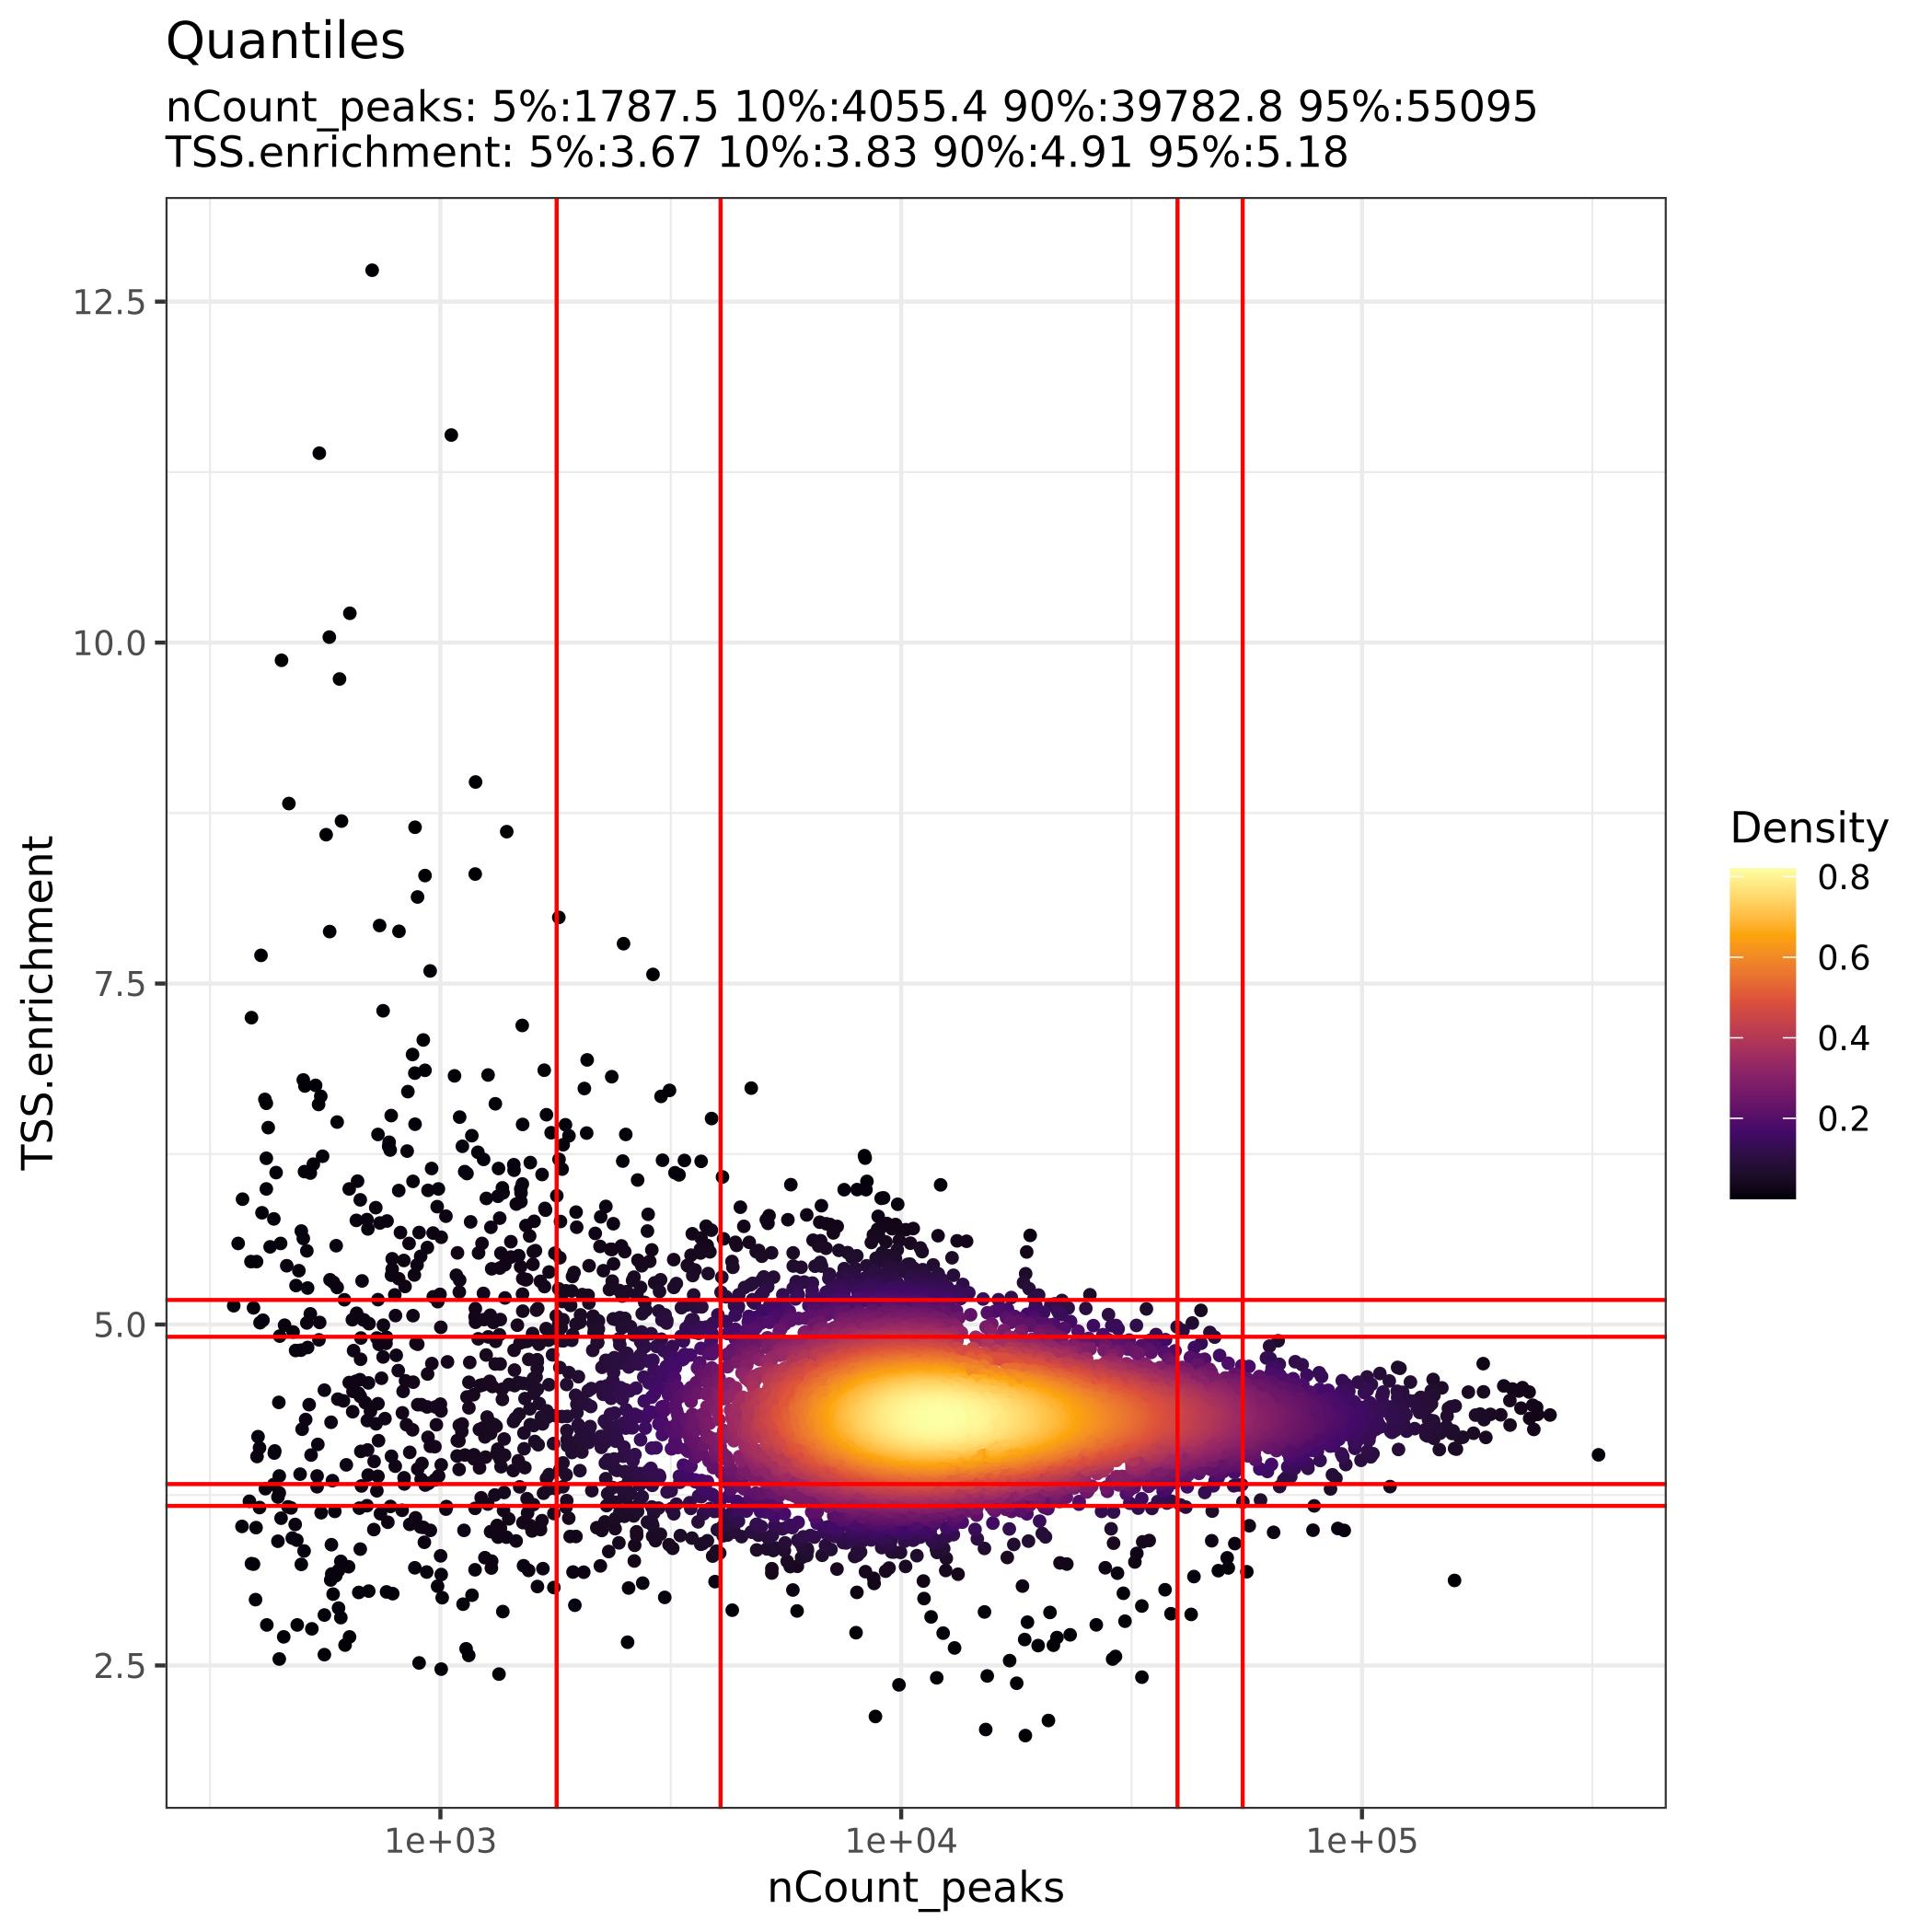 Quantiles
nCount_peaks: 5%:1787.5 10%:4055.4 90%:39782.8 95%:55095
TSS.enrichment: 5%:3.67 10%:3.83 90%:4.91 95%:5.18
12.5
10.0
7.5
5.0
2.5
TSS.enrichment
1e+03
1e+04
1e+05
nCount_peaks
Density
0.8
0.6
0.4
0.2